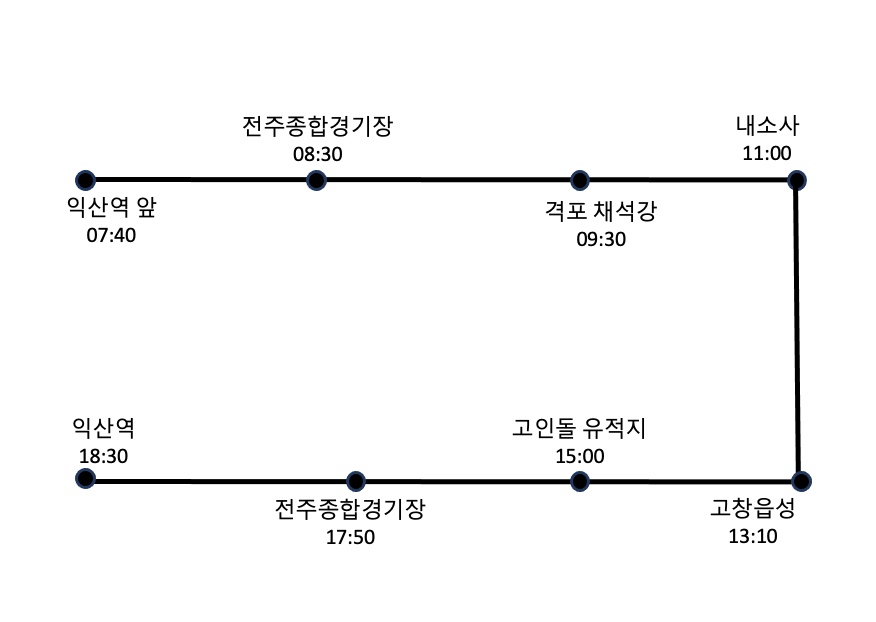 전주종합경기장
08:30
내소사
11:00
익산역 앞
07:40
격포 채석강
09:30
익산역
18:30
고인돌 유적지
15:00
전주종합경기장
17:50
고창읍성
13:10